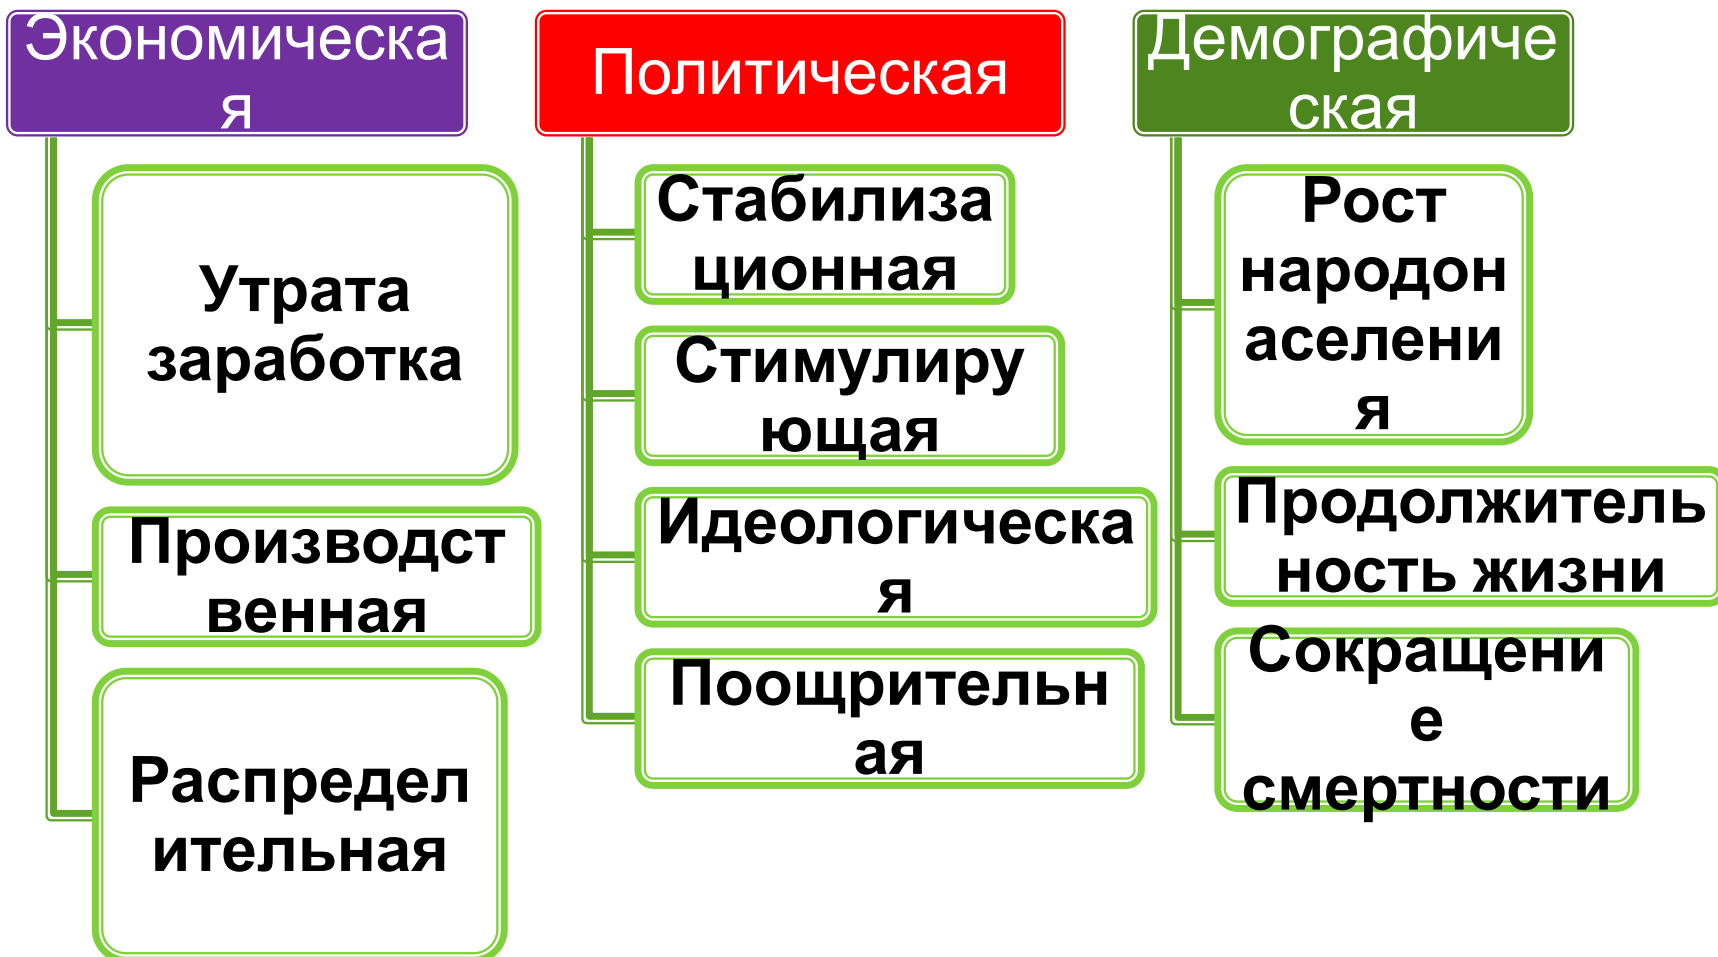 Экономическа
я
Утрата
заработка
Производст
венная
Распредел
ительная
Политическая
Стабилиза
ционная
Стимулиру
ющая
Идеологическа
я
Поощрительн
ая
Демографиче
ская
Рост
народон
аселени
я
Продолжитель
ность жизни
Сокращени
е
смертности